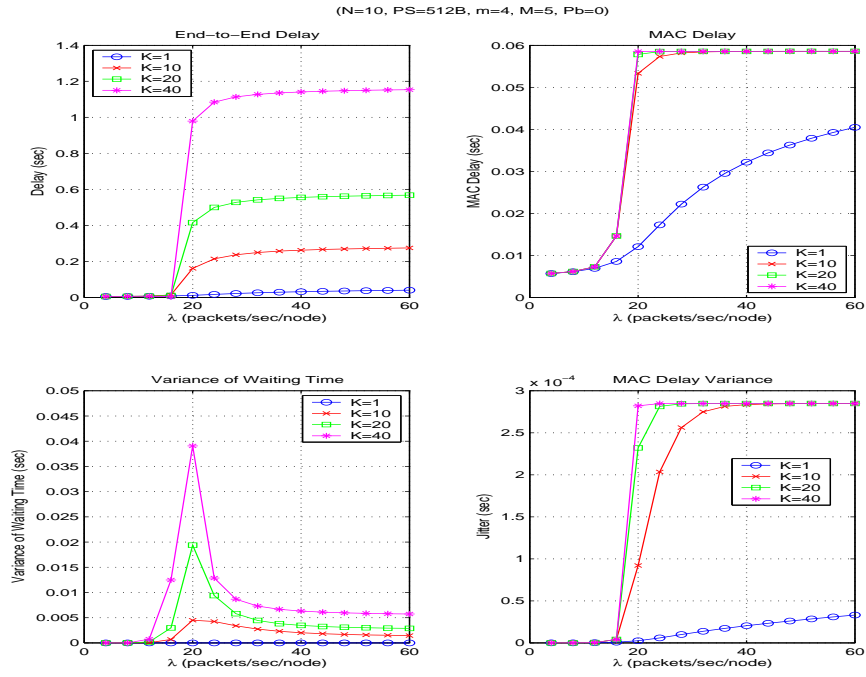 (N=10, PS=512B, m=4, M=5, Pb=0)
End−to−End Delay
Delay (sec)
1.4
1.2
1
0.8
0.6
0.4
0.2
0
0 20 40 60
λ (packets/sec/node)
K=1
K=10
K=20
K=40
MAC Delay
MAC Delay (sec)
0.06
0.05
0.04
0.03
0.02
0.01
0
0 20 40 60
λ (packets/sec/node)
K=1
K=10
K=20
K=40
Variance of Waiting Time
Variance of Waiting Time (sec)
0.05
0.045
0.04
0.035
0.03
0.025
0.02
0.015
0.01
0.005
0
0 20 40 60
λ (packets/sec/node)
K=1
K=10
K=20
K=40
MAC Delay Variance
x 10⁻⁴
Jitter (sec)
3
2.5
2
1.5
1
0.5
0
0 20 40 60
λ (packets/sec/node)
K=1
K=10
K=20
K=40